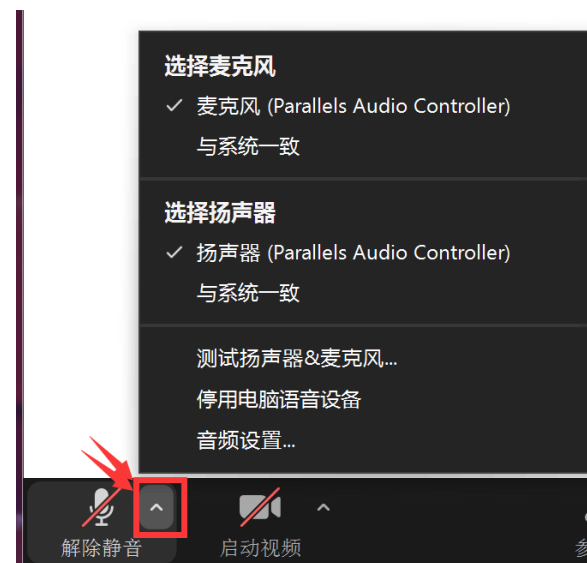 选择麦克风
麦克风 (Parallels Audio Controller)
与系统一致
选择扬声器
扬声器 (Parallels Audio Controller)
与系统一致
测试扬声器&麦克风...
停用电脑语音设备
音频设置...
解除静音
启动视频